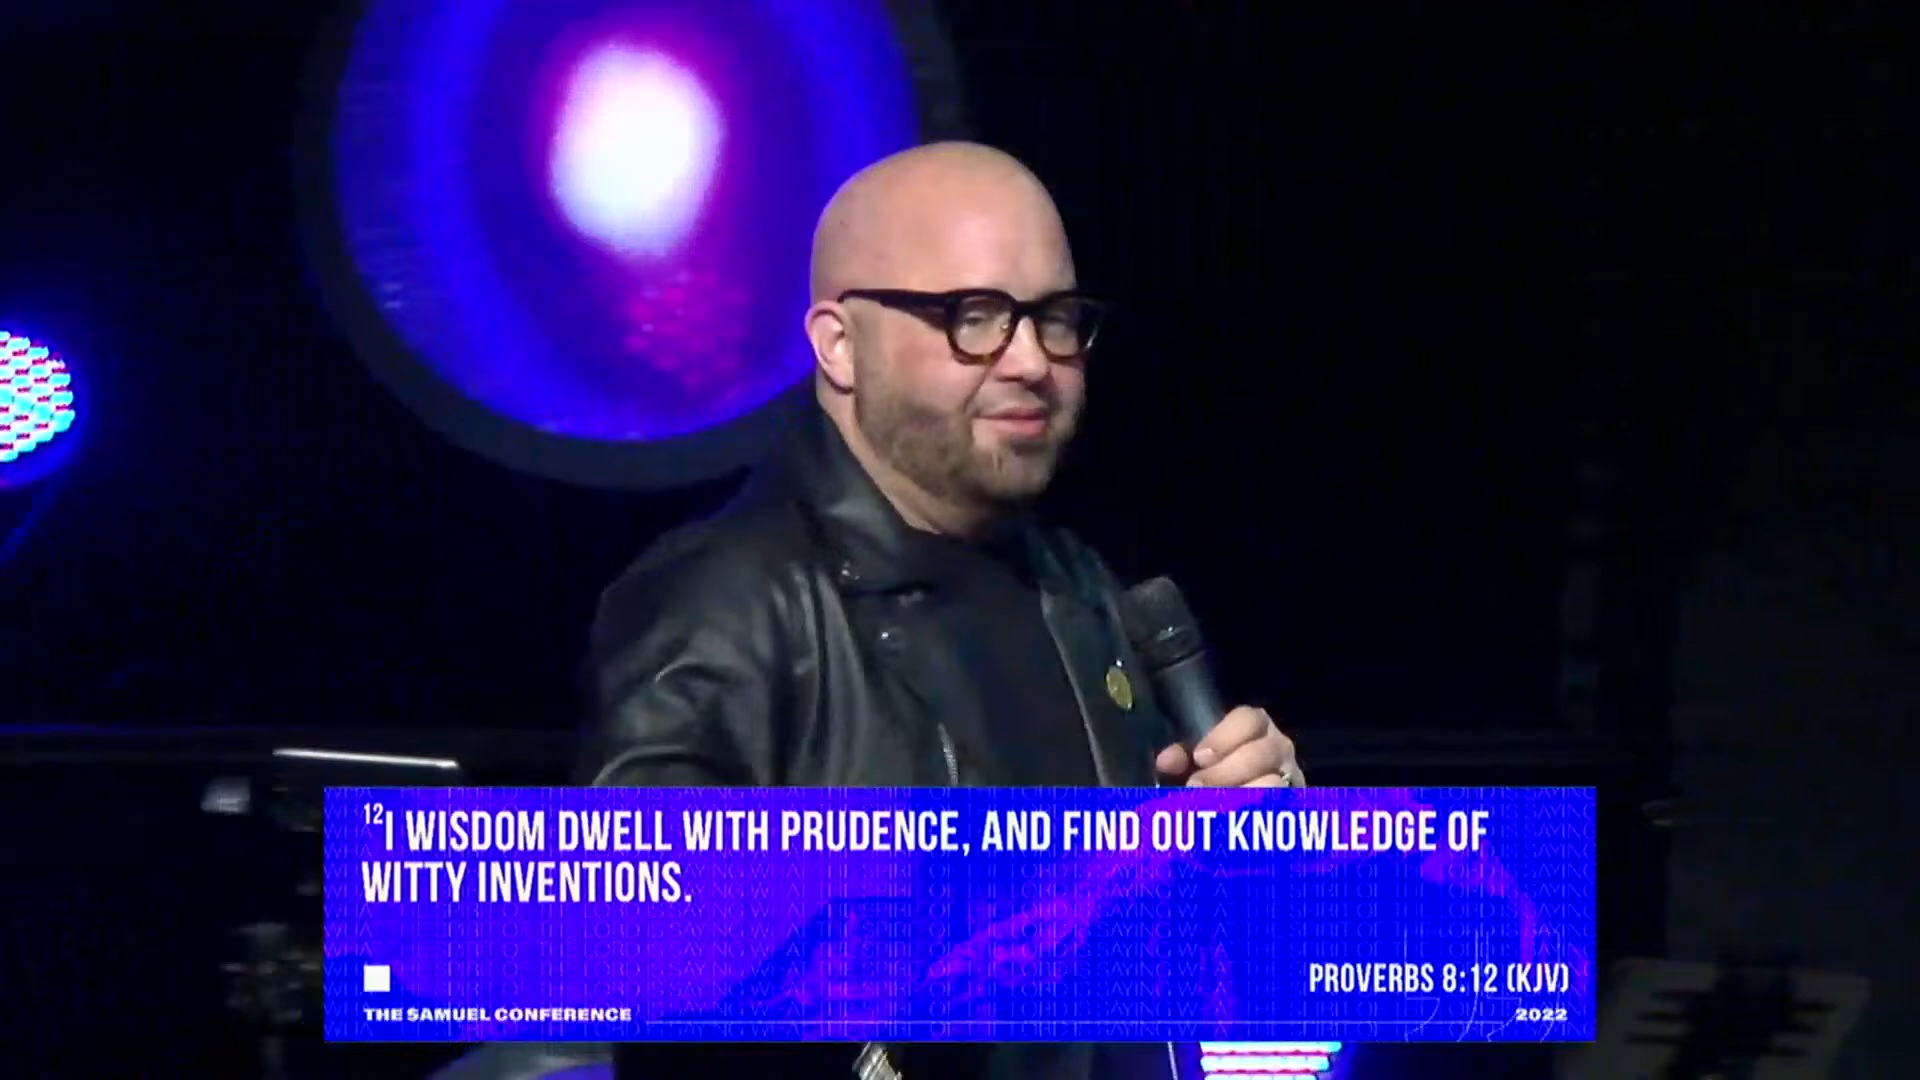 ¹²I WISDOM DWELL WITH PRUDENCE, AND FIND OUT KNOWLEDGE OF
WITTY INVENTIONS.
PROVERBS 8:12 (KJV)
THE SAMUEL CONFERENCE 2022